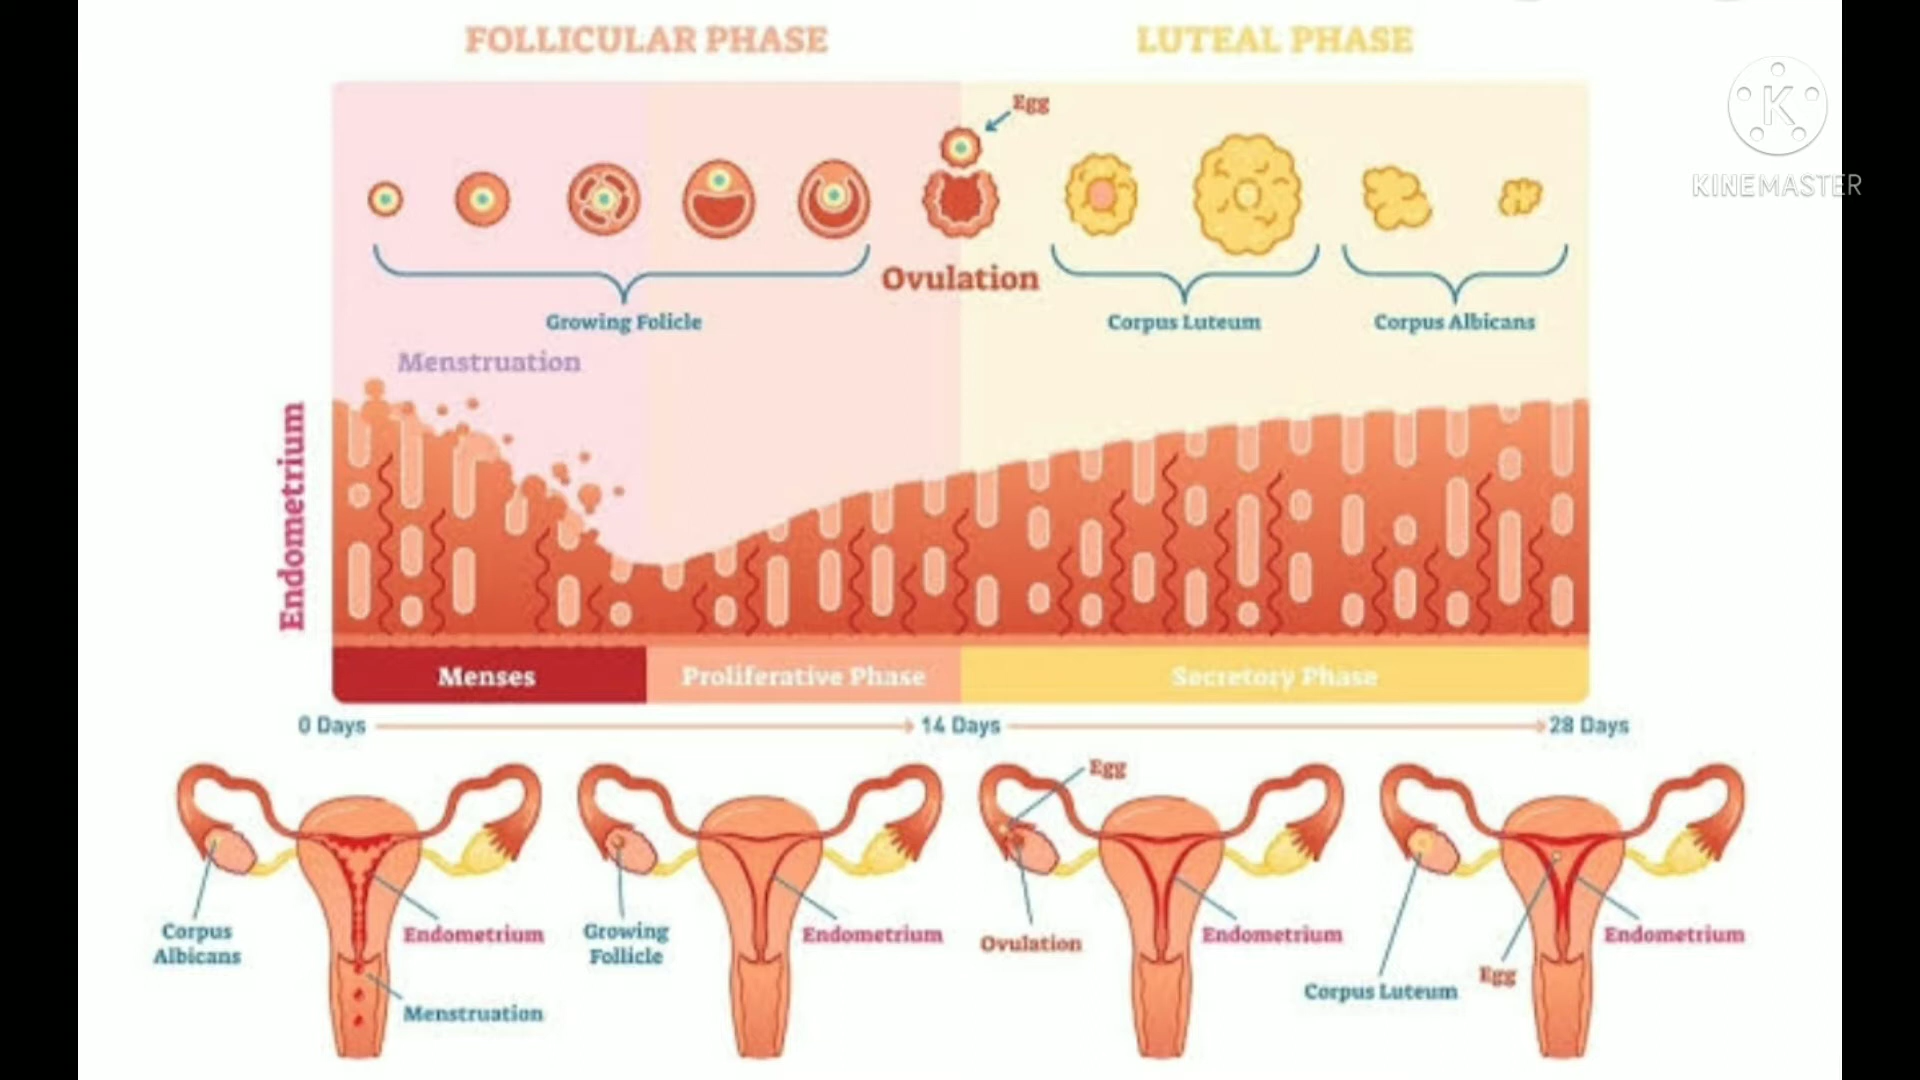 FOLLICULAR PHASE
LUTEAL PHASE
K
KINEMASTER
Egg
Ovulation
Growing Folicle
Corpus Luteum
Corpus Albicans
Menstruation
Endometrium
Menses
Proliferative Phase
Secretory Phase
0 Days
14 Days
28 Days
Egg
Corpus
Albicans
Endometrium
Menstruation
Growing
Follicle
Endometrium
Ovulation
Endometrium
Corpus Luteum
Egg
Endometrium